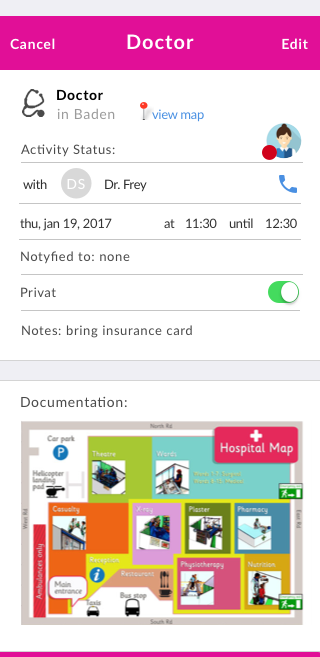 Cancel
Doctor
Edit
Doctor
in Baden
view map
Activity Status:
with
DS
Dr. Frey
thu, jan 19, 2017
at
11:30
until
12:30
Notyfied to: none
Privat
Notes: bring insurance card
Documentation:
North Rd
Car park
P
Theatre
Wards
Hospital Map
Helicopter
landing
pad
H
West Rd
East Rd
Casualty
X-ray
Plaster
Pharmacy
Ambulances only
Reception
i
Restaurant
Physiotherapy
Nutrition
Main
entrance
Taxis
Bus stop
South Rd